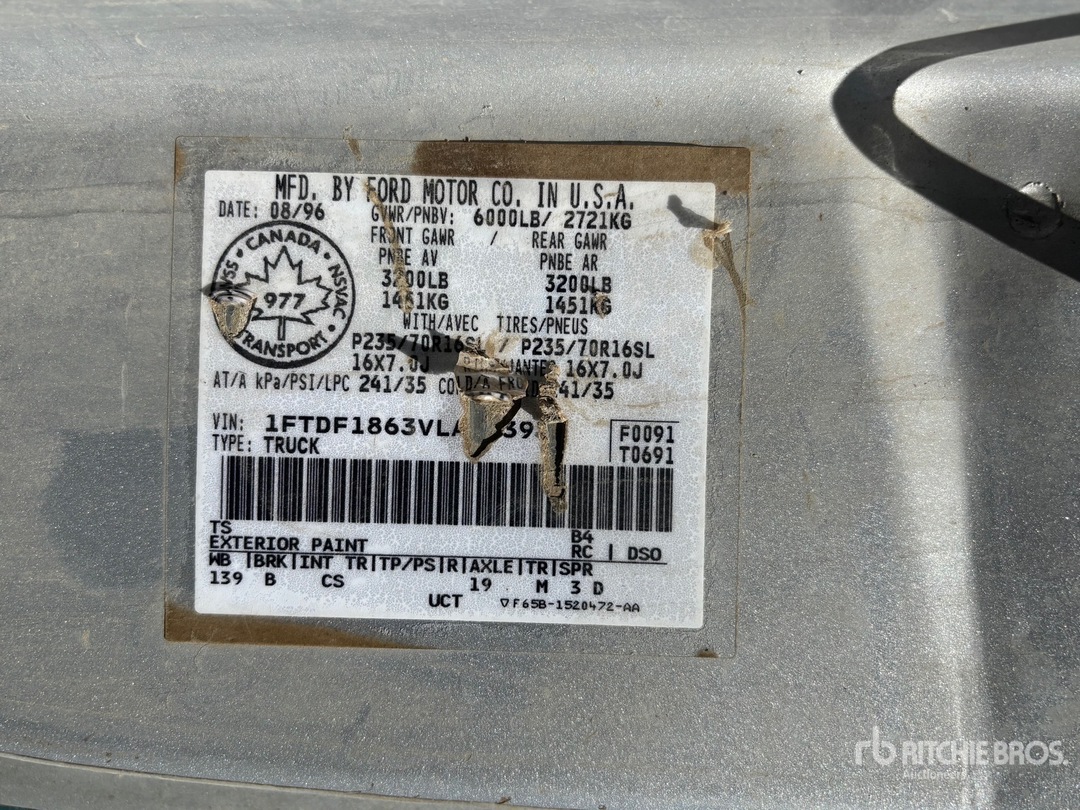 MFD. BY FORD MOTOR CO. IN U.S.A.
DATE: 08/96 GVWR/PNBV: 6000LB/ 2721KG
FRONT GAWR / REAR GAWR
PNBE AV PNBE AR
3200LB 3200LB
1451KG 1451KG
WITH/AVEC TIRES/PNEUS
P235/70R16SL / P235/70R16SL
16X7.0J 16X7.0J
AT/A kPa/PSI/LPC 241/35 241/35
CANADA
NSVAC
977
TRANSPORT
VIN: 1FTDF1863VLA
TYPE: TRUCK
F0091
T0691
TS B4
EXTERIOR PAINT RC | DSO
WB |BRK|INT TR|TP/PS|R|AXLE|TR|SPR
139 B CS 19 M 3 D
UCT ▽F65B-1520472-AA
rb RITCHIE BROS.
Auctioneers